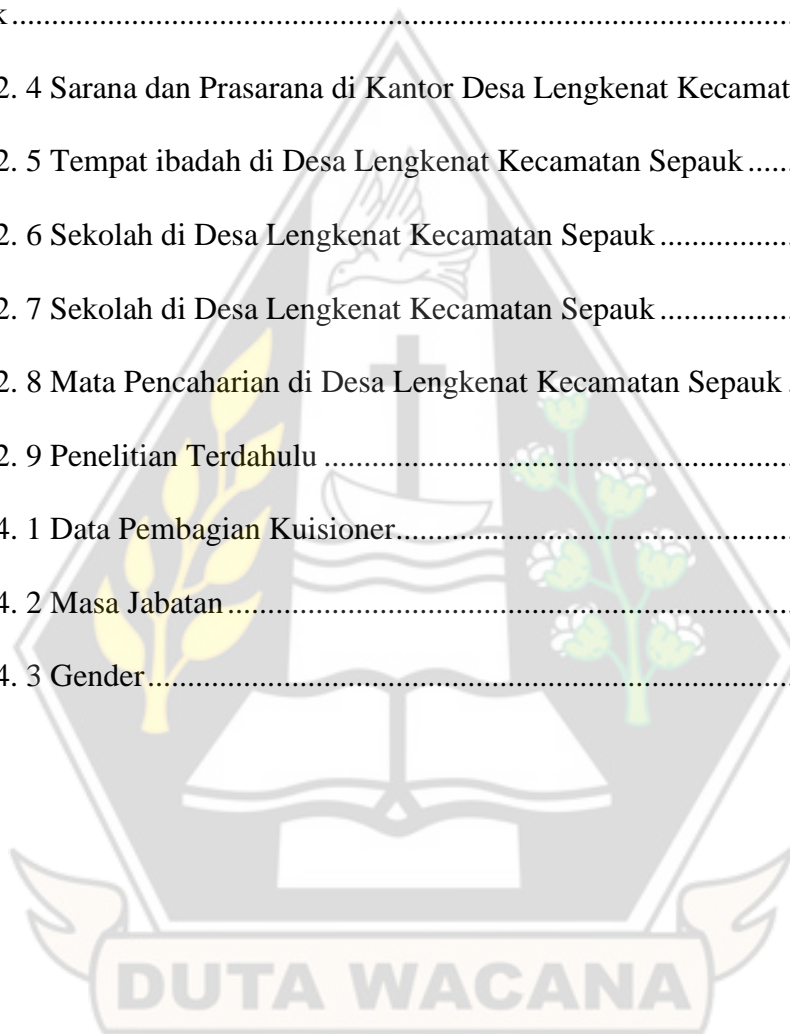 k..........................................................................................................
2. 4 Sarana dan Prasarana di Kantor Desa Lengkenat Kecamat
2. 5 Tempat ibadah di Desa Lengkenat Kecamatan Sepauk ......
2. 6 Sekolah di Desa Lengkenat Kecamatan Sepauk ..................
2. 7 Sekolah di Desa Lengkenat Kecamatan Sepauk ..................
2. 8 Mata Pencaharian di Desa Lengkenat Kecamatan Sepauk .
2. 9 Penelitian Terdahulu ...............................................................
4. 1 Data Pembagian Kuisioner......................................................
4. 2 Masa Jabatan ...........................................................................
4. 3 Gender......................................................................................
DUTA WACANA